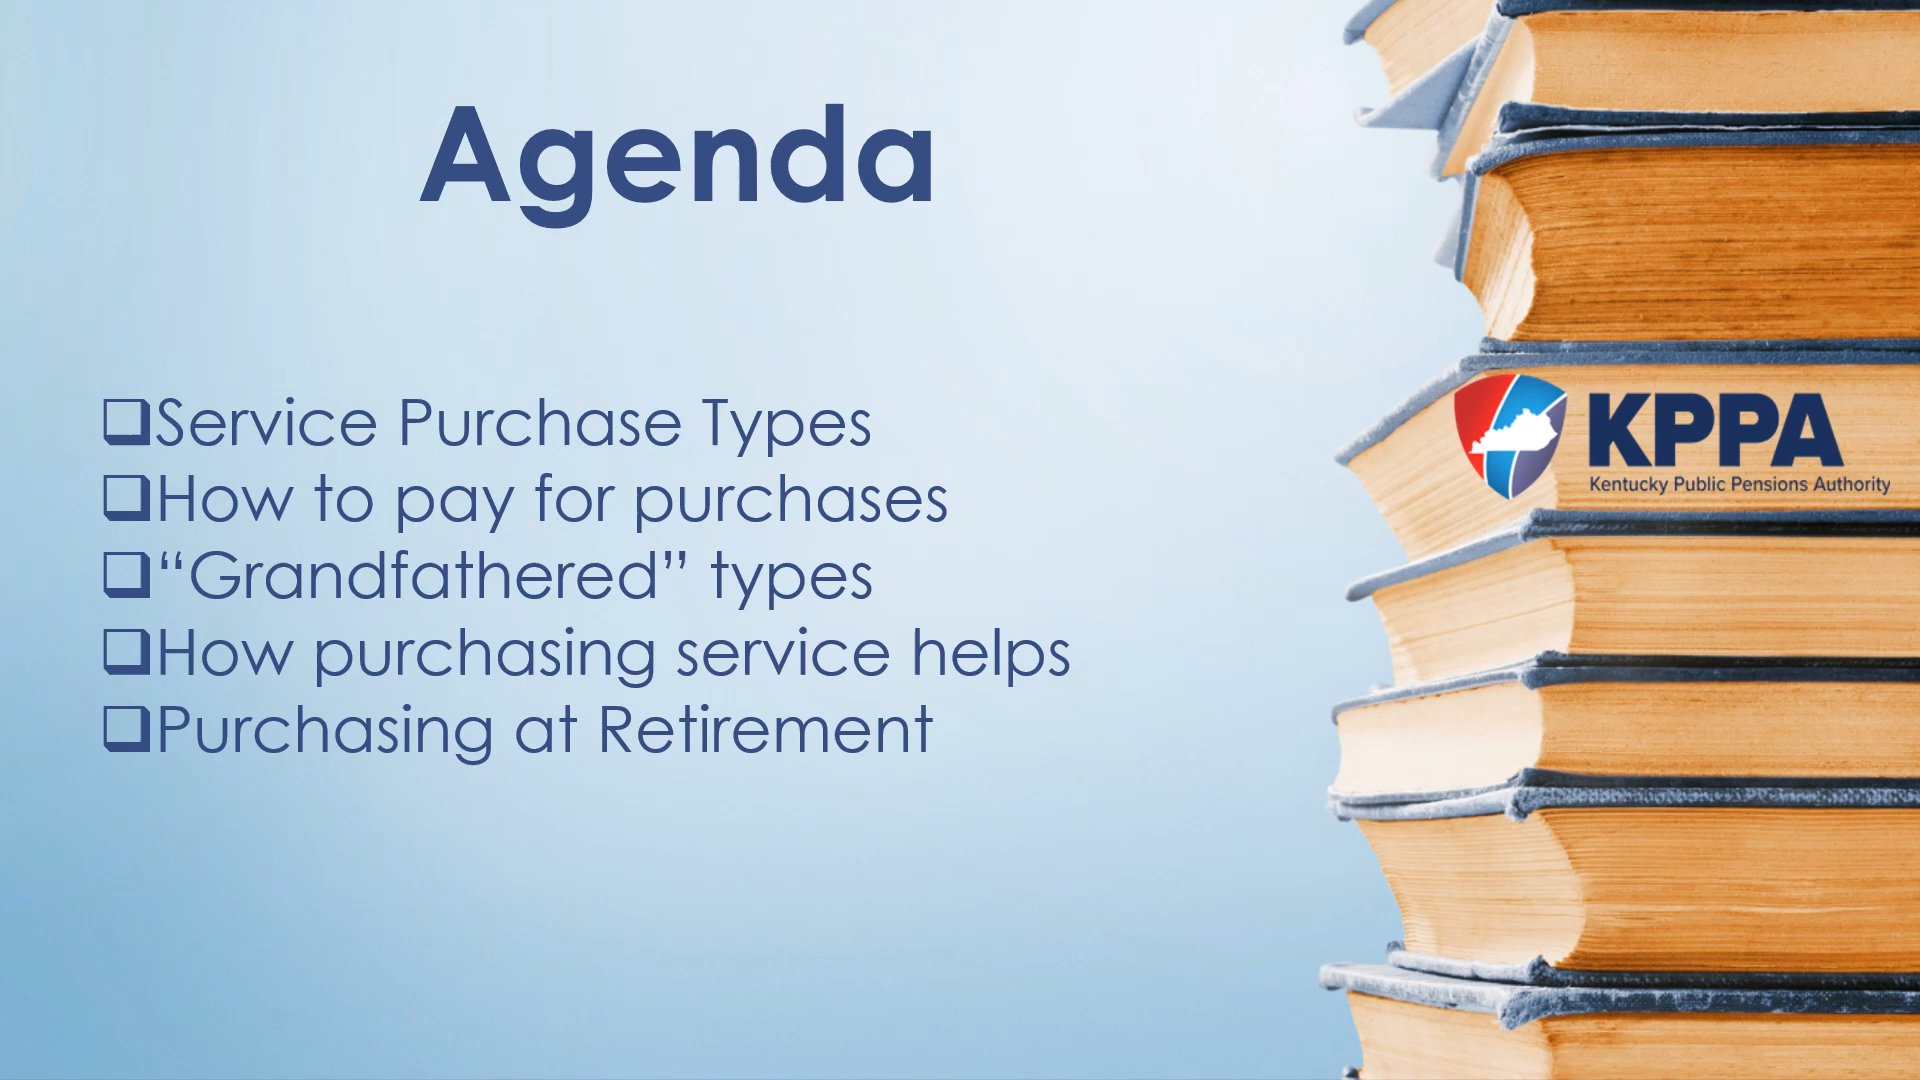 Agenda
❑Service Purchase Types
❑How to pay for purchases
❑“Grandfathered” types
❑How purchasing service helps
❑Purchasing at Retirement
KPPA
Kentucky Public Pensions Authority